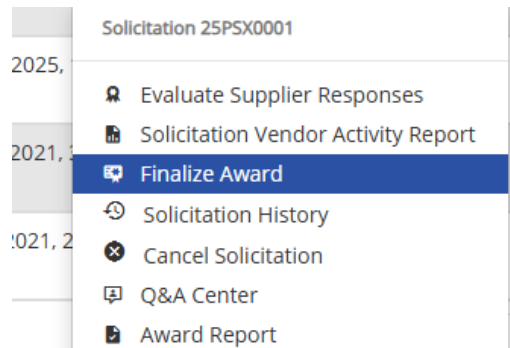 Solicitation 25PSX0001
2025,
Evaluate Supplier Responses
Solicitation Vendor Activity Report
2021,
Finalize Award
Solicitation History
2021, 2
Cancel Solicitation
Q&A Center
Award Report